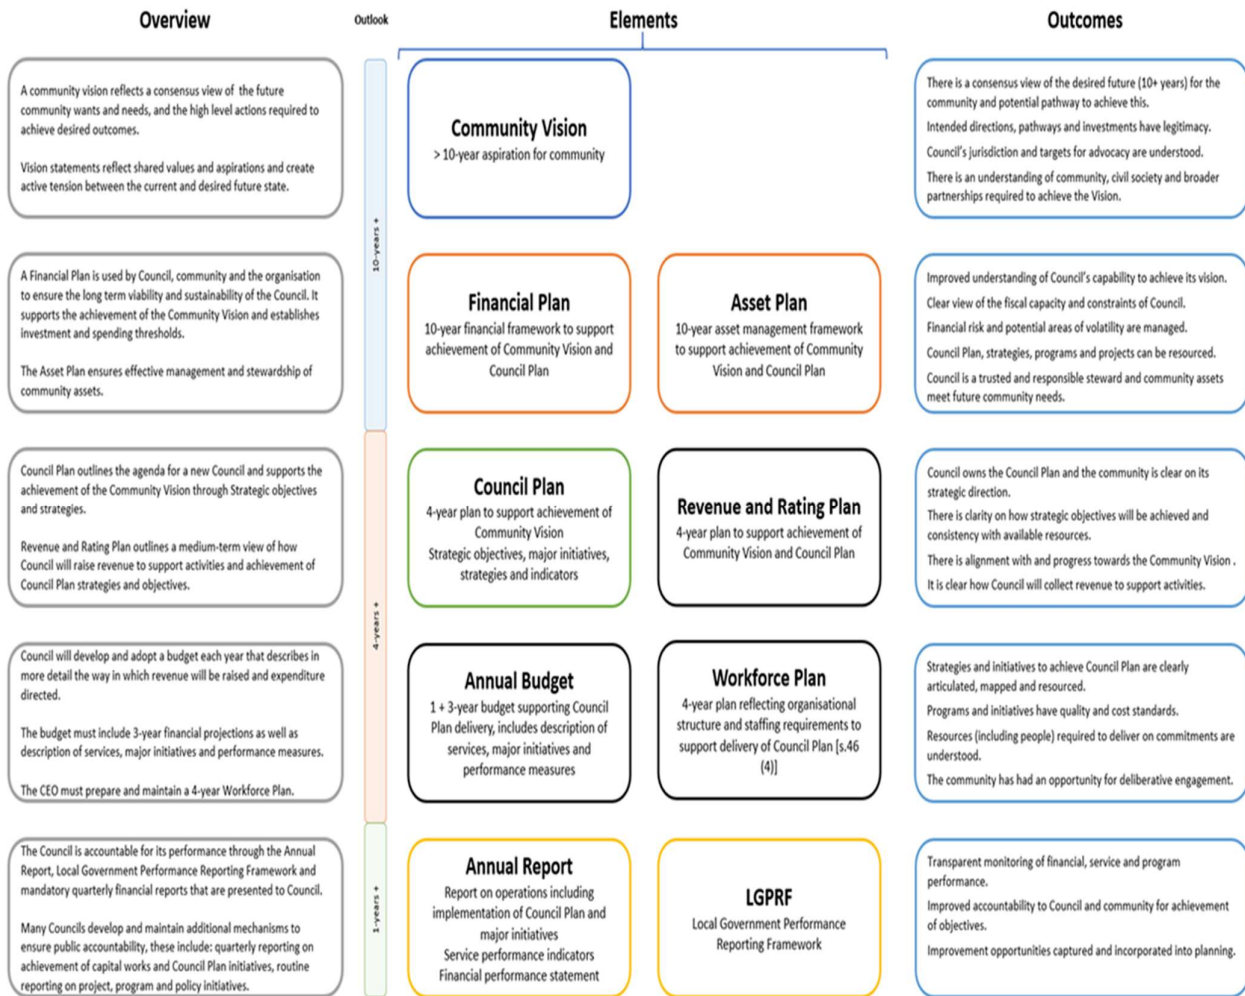 Overview
Outlook
Elements
Outcomes
A community vision reflects a consensus view of the future
community wants and needs, and the high level actions required to
achieve desired outcomes.
Vision statements reflect shared values and aspirations and create
active tension between the current and desired future state.
10-years +
Community Vision
> 10-year aspiration for community
There is a consensus view of the desired future (10+ years) for the
community and potential pathway to achieve this.
Intended directions, pathways and investments have legitimacy.
Council's jurisdiction and targets for advocacy are understood.
There is an understanding of community, civil society and broader
partnerships required to achieve the Vision.
A Financial Plan is used by Council, community and the organisation
to ensure the long term viability and sustainability of the Council. It
supports the achievement of the Community Vision and establishes
investment and spending thresholds.
The Asset Plan ensures effective management and stewardship of
community assets.
Financial Plan
10-year financial framework to support
achievement of Community Vision and
Council Plan
Asset Plan
10-year asset management framework
to support achievement of Community
Vision and Council Plan
Improved understanding of Council's capability to achieve its vision.
Clear view of the fiscal capacity and constraints of Council.
Financial risk and potential areas of volatility are managed.
Council Plan, strategies, programs and projects can be resourced.
Council is a trusted and responsible steward and community assets
meet future community needs.
Council Plan outlines the agenda for a new Council and supports the
achievement of the Community Vision through Strategic objectives
and strategies.
Revenue and Rating Plan outlines a medium-term view of how
Council will raise revenue to support activities and achievement of
Council Plan strategies and objectives.
4-years +
Council Plan
4-year plan to support achievement of
Community Vision
Strategic objectives, major initiatives,
strategies and indicators
Revenue and Rating Plan
4-year plan to support achievement of
Community Vision and Council Plan
Council owns the Council Plan and the community is clear on its
strategic direction.
There is clarity on how strategic objectives will be achieved and
consistency with available resources.
There is alignment with and progress towards the Community Vision .
It is clear how Council will collect revenue to support activities.
Council will develop and adopt a budget each year that describes in
more detail the way in which revenue will be raised and expenditure
directed.
The budget must include 3-year financial projections as well as
description of services, major initiatives and performance measures.
The CEO must prepare and maintain a 4-year Workforce Plan.
Annual Budget
1 + 3-year budget supporting Council
Plan delivery, includes description of
services, major initiatives and
performance measures
Workforce Plan
4-year plan reflecting organisational
structure and staffing requirements to
support delivery of Council Plan [s.46
(4)]
Strategies and initiatives to achieve Council Plan are clearly
articulated, mapped and resourced.
Programs and initiatives have quality and cost standards.
Resources (including people) required to deliver on commitments are
understood.
The community has had an opportunity for deliberative engagement.
The Council is accountable for its performance through the Annual
Report, Local Government Performance Reporting Framework and
mandatory quarterly financial reports that are presented to Council.
Many Councils develop and maintain additional mechanisms to
ensure public accountability, these include: quarterly reporting on
achievement of capital works and Council Plan initiatives, routine
reporting on project, program and policy initiatives.
1-years +
Annual Report
Report on operations including
implementation of Council Plan and
major initiatives
Service performance indicators
Financial performance statement
LGPRF
Local Government Performance
Reporting Framework
Transparent monitoring of financial, service and program
performance.
Improved accountability to Council and community for achievement
of objectives.
Improvement opportunities captured and incorporated into planning.